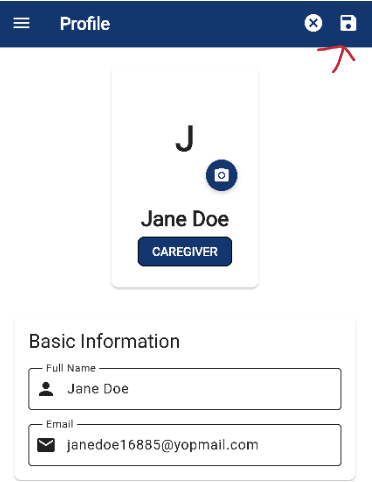 Profile
J
Jane Doe
CAREGIVER
Basic Information
Full Name
Jane Doe
Email
janedoe16885@yopmail.com